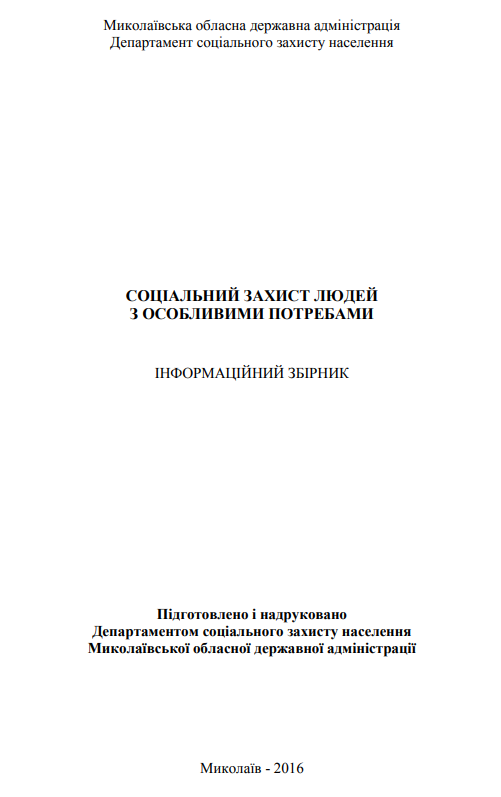 Миколаївська обласна державна адміністрація
Департамент соціального захисту населення
СОЦІАЛЬНИЙ ЗАХИСТ ЛЮДЕЙ
З ОСОБЛИВИМИ ПОТРЕБАМИ
ІНФОРМАЦІЙНИЙ ЗБІРНИК
Підготовлено і надруковано
Департаментом соціального захисту населення
Миколаївської обласної державної адміністрації
Миколаїв - 2016